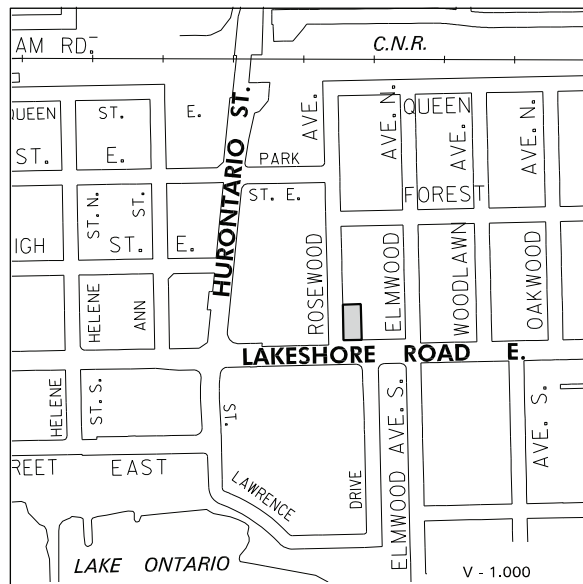 C.N.R.
AM RD.
QUEEN ST. E.
QUEEN
ST. E.
PARK
ST. E.
FOREST
IGH ST. E.
HURONTARIO ST.
ROSEWOOD AVE.
ELMWOOD AVE. N.
WOODLAWN AVE.
OAKWOOD AVE. N.
HELENE ST. N.
ANN ST.
LAKESHORE ROAD E.
HELENE ST. S.
ST.
REET EAST
LAWRENCE
DRIVE
ELMWOOD AVE. S.
AVE. S.
LAKE ONTARIO
V - 1.000